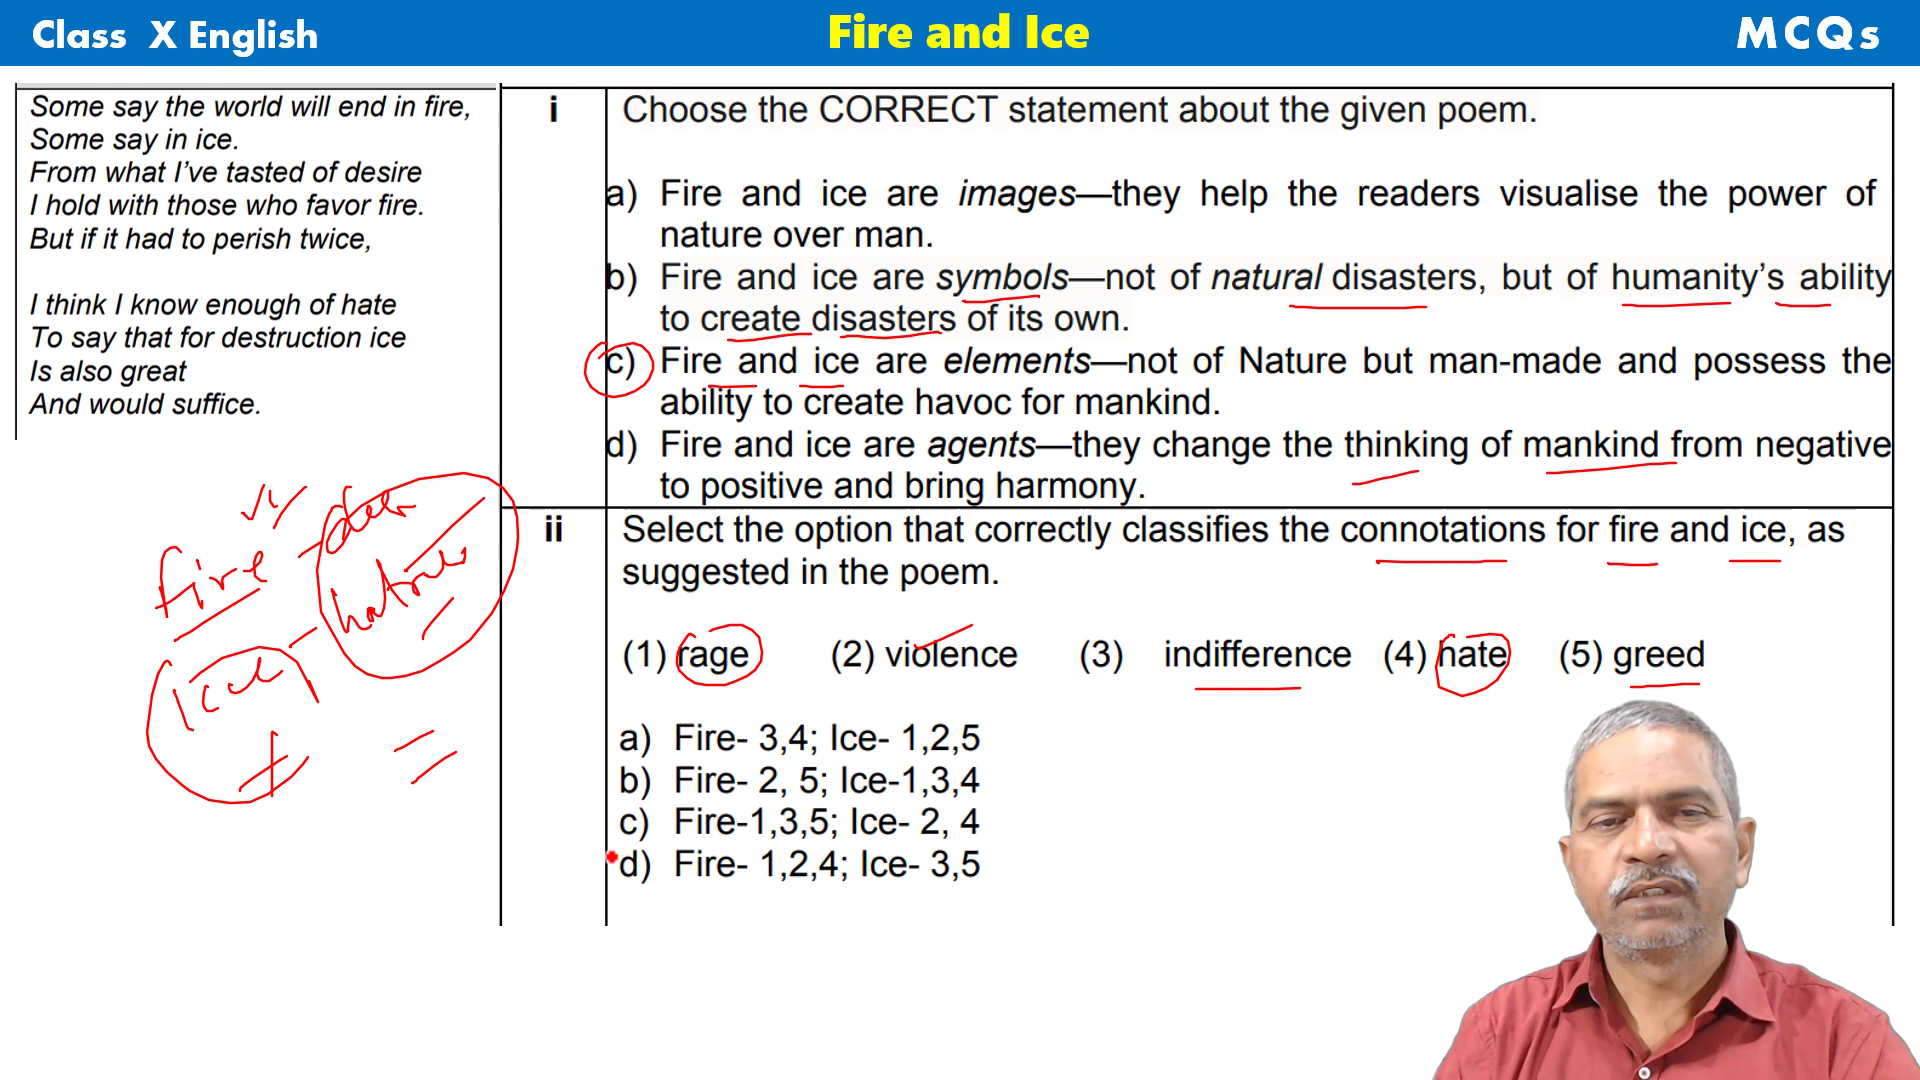 Class X English
Fire and Ice
MCQs
Some say the world will end in fire,
Some say in ice.
From what I've tasted of desire
I hold with those who favor fire.
But if it had to perish twice,
I think I know enough of hate
To say that for destruction ice
Is also great
And would suffice.
i
Choose the CORRECT statement about the given poem.
a) Fire and ice are images—they help the readers visualise the power of
nature over man.
b) Fire and ice are symbols—not of natural disasters, but of humanity's ability
to create disasters of its own.
c) Fire and ice are elements—not of Nature but man-made and possess the
ability to create havoc for mankind.
d) Fire and ice are agents—they change the thinking of mankind from negative
to positive and bring harmony.
ii
Select the option that correctly classifies the connotations for fire and ice, as
suggested in the poem.
(1) rage (2) violence (3) indifference (4) hate (5) greed
a) Fire- 3,4; Ice- 1,2,5
b) Fire- 2, 5; Ice-1,3,4
c) Fire-1,3,5; Ice- 2, 4
d) Fire- 1,2,4; Ice- 3,5
fire